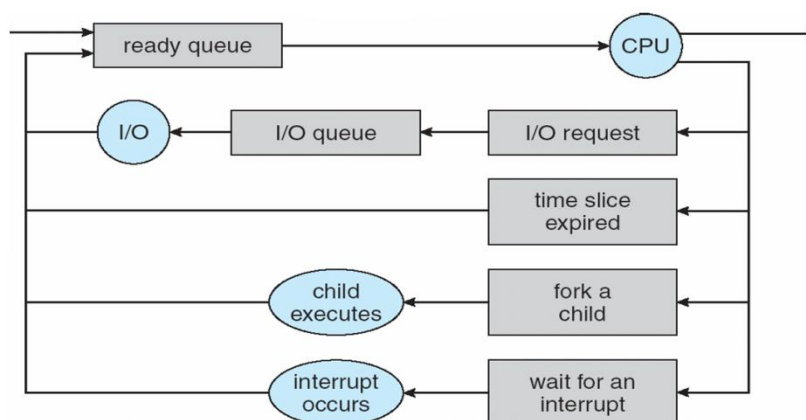 ready queue
CPU
I/O
I/O queue
I/O request
time slice
expired
child
executes
fork a
child
interrupt
occurs
wait for an
interrupt